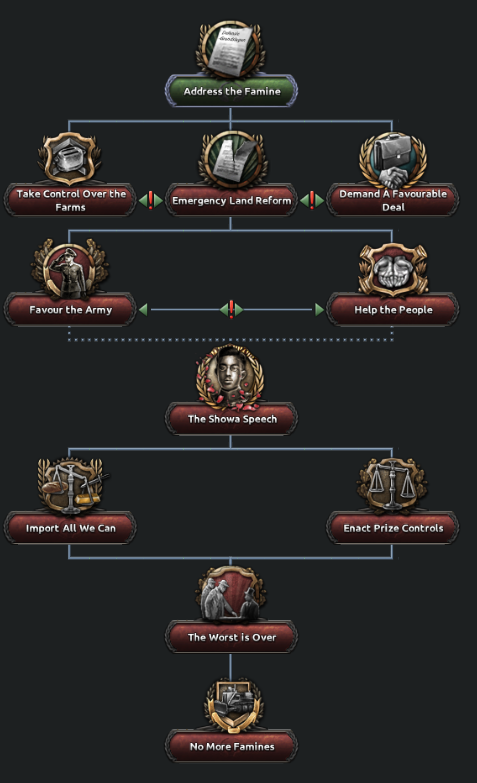 Address the Famine
Take Control Over the
Farms
Emergency Land Reform
Demand A Favourable
Deal
Favour the Army
Help the People
The Showa Speech
Import All We Can
Enact Prize Controls
The Worst is Over
No More Famines